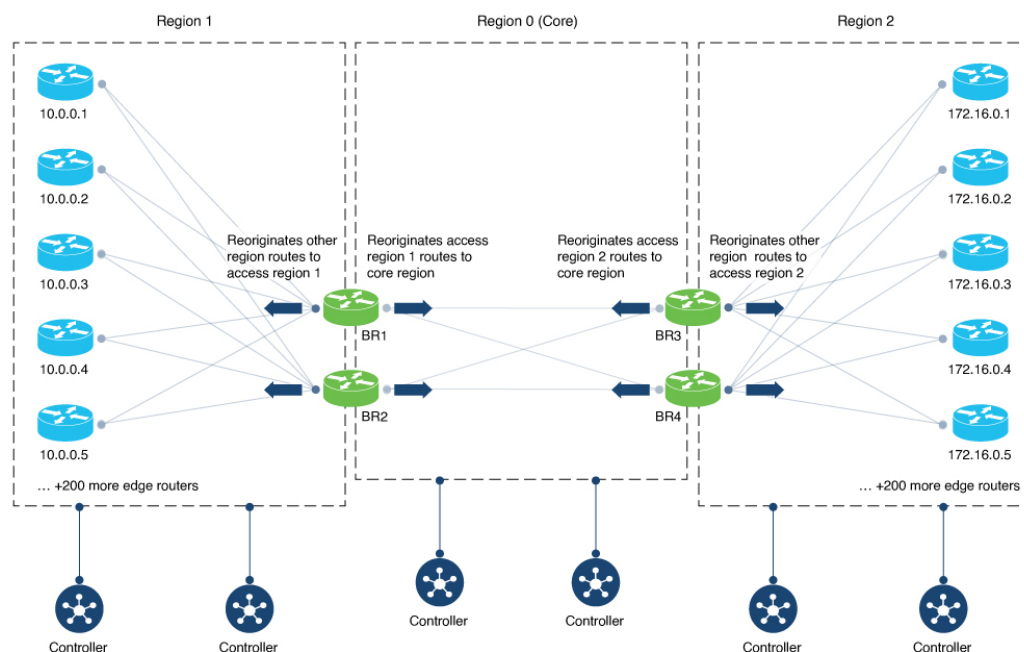 Region 1
Region 0 (Core)
Region 2
10.0.0.1
10.0.0.2
10.0.0.3
10.0.0.4
10.0.0.5
... +200 more edge routers
Reoriginates other
region routes to
access region 1
Reoriginates access
region 1 routes to
core region
Reoriginates access
region 2 routes to
core region
Reoriginates other
region routes to
access region 2
BR1
BR2
BR3
BR4
172.16.0.1
172.16.0.2
172.16.0.3
172.16.0.4
172.16.0.5
... +200 more edge routers
Controller
Controller
Controller
Controller
Controller
Controller